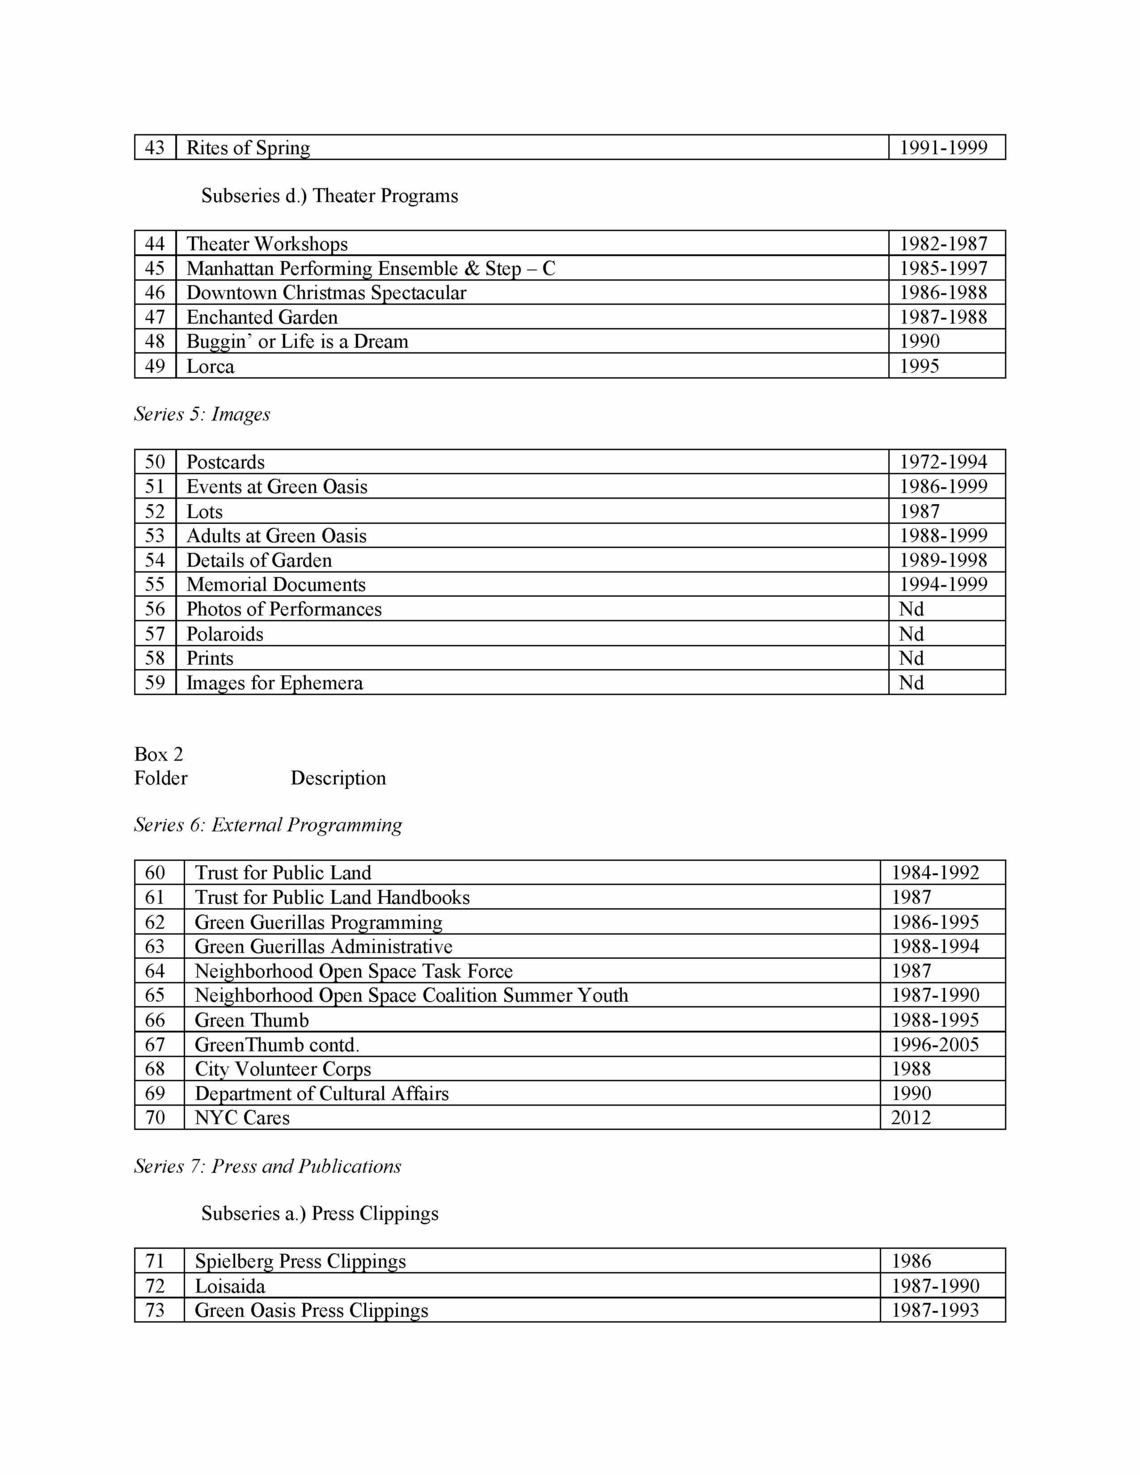 43 Rites of Spring 1991-1999
Subseries d.) Theater Programs
44 Theater Workshops 1982-1987
45 Manhattan Performing Ensemble & Step – C 1985-1997
46 Downtown Christmas Spectacular 1986-1988
47 Enchanted Garden 1987-1988
48 Buggin’ or Life is a Dream 1990
49 Lorca 1995
Series 5: Images
50 Postcards 1972-1994
51 Events at Green Oasis 1986-1999
52 Lots 1987
53 Adults at Green Oasis 1988-1999
54 Details of Garden 1989-1998
55 Memorial Documents 1994-1999
56 Photos of Performances Nd
57 Polaroids Nd
58 Prints Nd
59 Images for Ephemera Nd
Box 2
Folder Description
Series 6: External Programming
60 Trust for Public Land 1984-1992
61 Trust for Public Land Handbooks 1987
62 Green Guerillas Programming 1986-1995
63 Green Guerillas Administrative 1988-1994
64 Neighborhood Open Space Task Force 1987
65 Neighborhood Open Space Coalition Summer Youth 1987-1990
66 Green Thumb 1988-1995
67 GreenThumb contd. 1996-2005
68 City Volunteer Corps 1988
69 Department of Cultural Affairs 1990
70 NYC Cares 2012
Series 7: Press and Publications
Subseries a.) Press Clippings
71 Spielberg Press Clippings 1986
72 Loisaida 1987-1990
73 Green Oasis Press Clippings 1987-1993